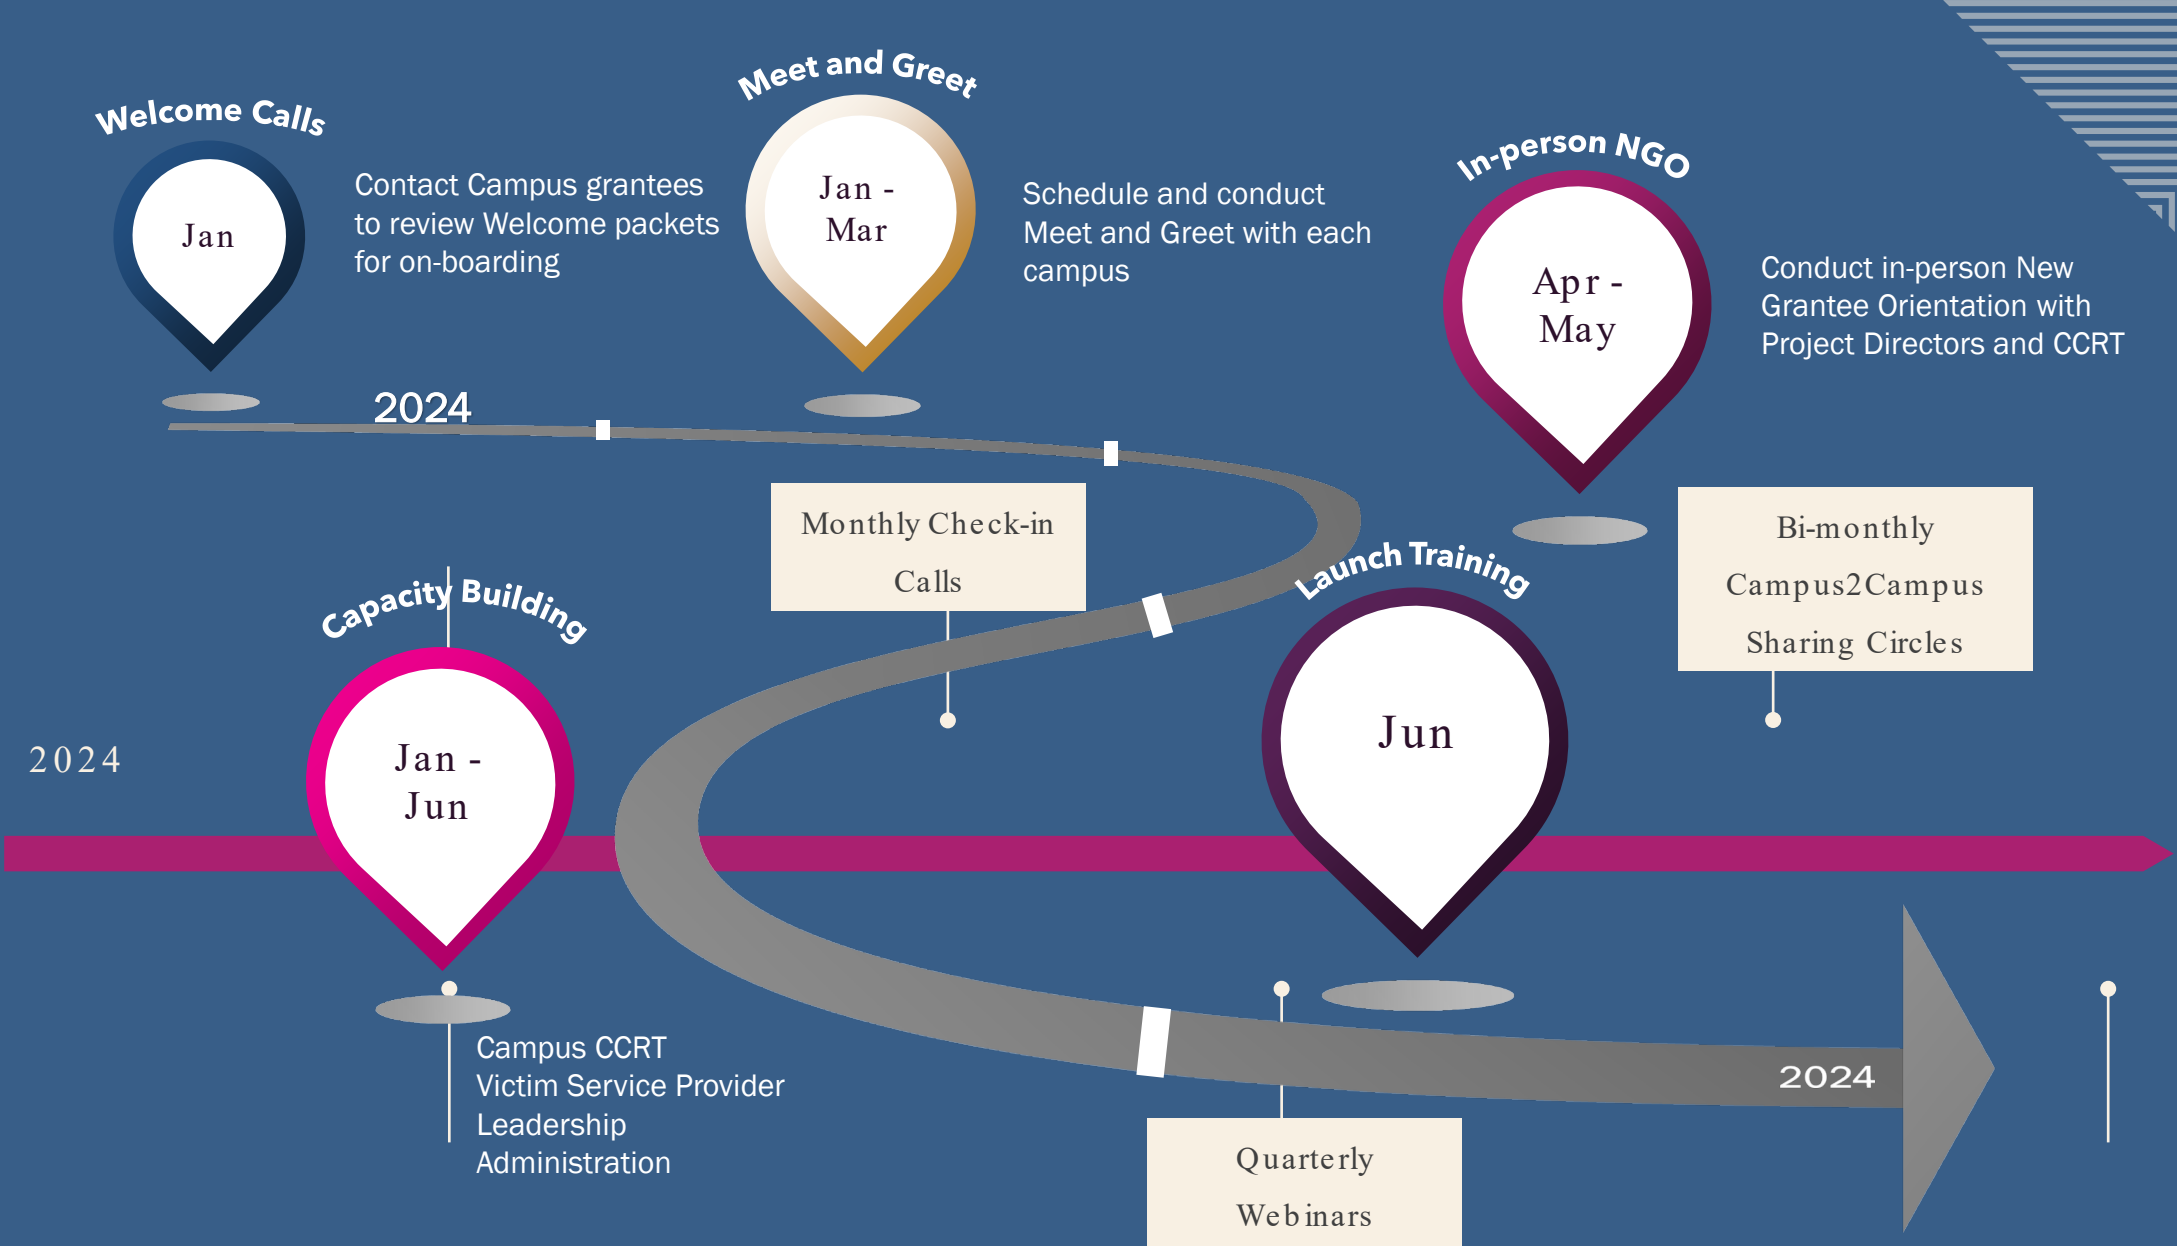 Welcome Calls
Jan
Contact Campus grantees
to review Welcome packets
for on-boarding
Meet and Greet
Jan -
Mar
Schedule and conduct
Meet and Greet with each
campus
In-person NGO
Apr -
May
Conduct in-person New
Grantee Orientation with
Project Directors and CCRT
2024
Monthly Check-in
Calls
Bi-monthly
Campus2Campus
Sharing Circles
Capacity Building
Jan -
Jun
Launch Training
Jun
2024
Campus CCRT
Victim Service Provider
Leadership
Administration
2024
Quarterly
Webinars